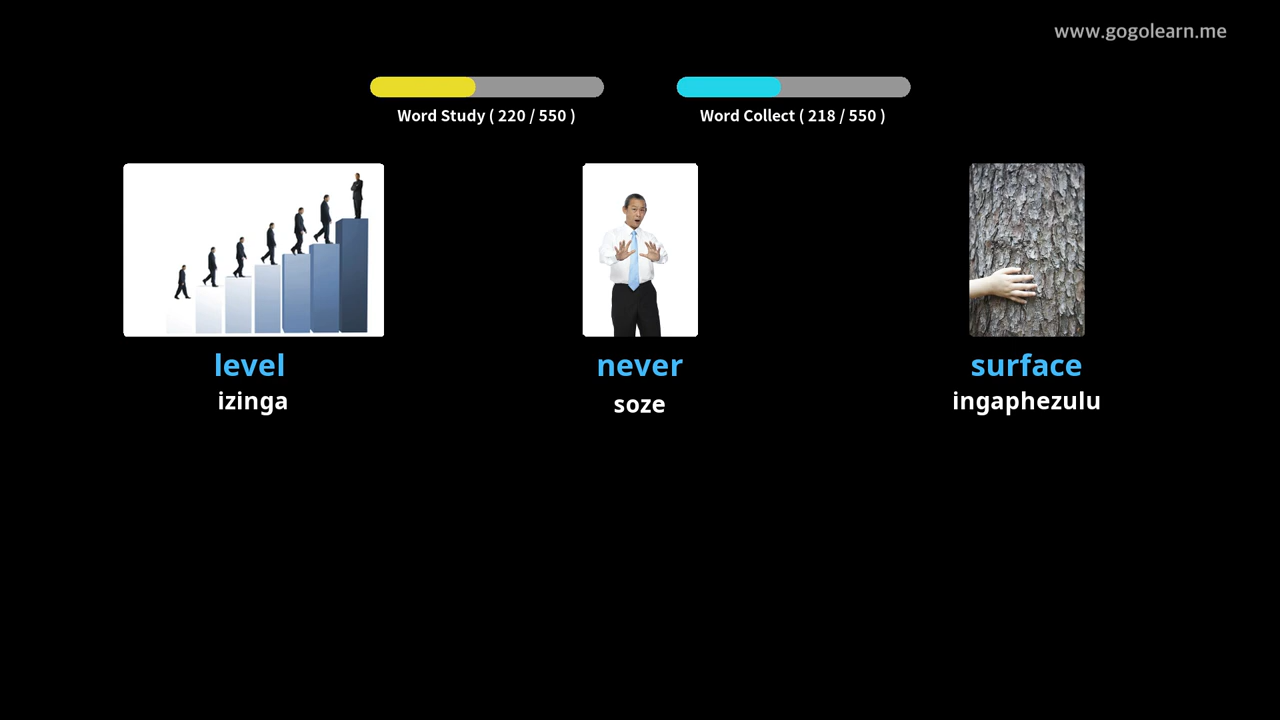 www.gogolearn.me
Word Study ( 220 / 550 )
Word Collect ( 218 / 550 )
level
izinga
never
soze
surface
ingaphezulu